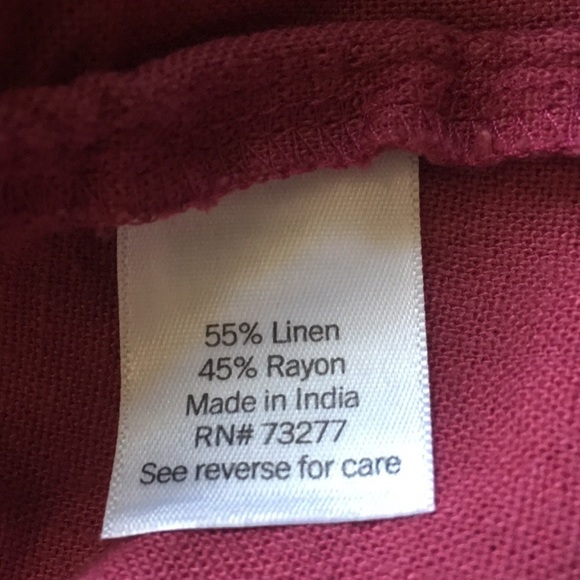 55% Linen
45% Rayon
Made in India
RN# 73277
See reverse for care